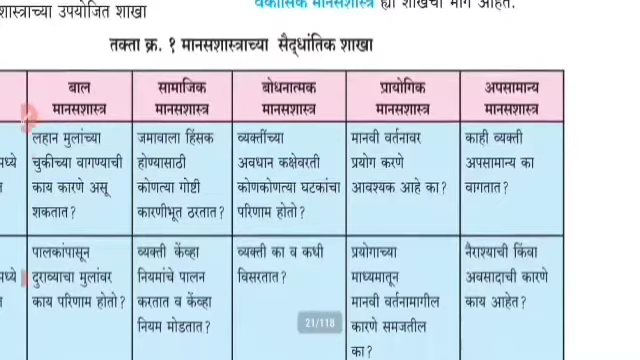 शास्त्राच्या उपयोजित शाखा
वैकासिक मानसशास्त्र ह्या शाखेचा भाग आहेत.
तक्ता क्र. १ मानसशास्त्राच्या सैद्धांतिक शाखा
बाल मानसशास्त्र
सामाजिक मानसशास्त्र
बोधनात्मक मानसशास्त्र
प्रायोगिक मानसशास्त्र
अपसामान्य मानसशास्त्र
मध्ये
लहान मुलांच्या
चुकीच्या वागण्याची
काय कारणे असू
शकतात?
जमावाला हिंसक
होण्यासाठी
कोणत्या गोष्टी
कारणीभूत ठरतात?
व्यक्तींच्या
अवधान कक्षेवरती
कोणकोणत्या घटकांचा
परिणाम होतो?
मानवी वर्तनावर
प्रयोग करणे
आवश्यक आहे का?
काही व्यक्ती
अपसामान्य का
वागतात?
मध्ये
पालकांपासून
दुराव्याचा मुलांवर
काय परिणाम होतो?
व्यक्ती केंव्हा
नियमांचे पालन
करतात व केंव्हा
नियम मोडतात?
व्यक्ती का व कधी
विसरतात?
प्रयोगाच्या
माध्यमातून
मानवी वर्तनामागील
कारणे समजतील
का?
नैराश्याची किंवा
अवसादाची कारणे
काय आहेत?
21/118